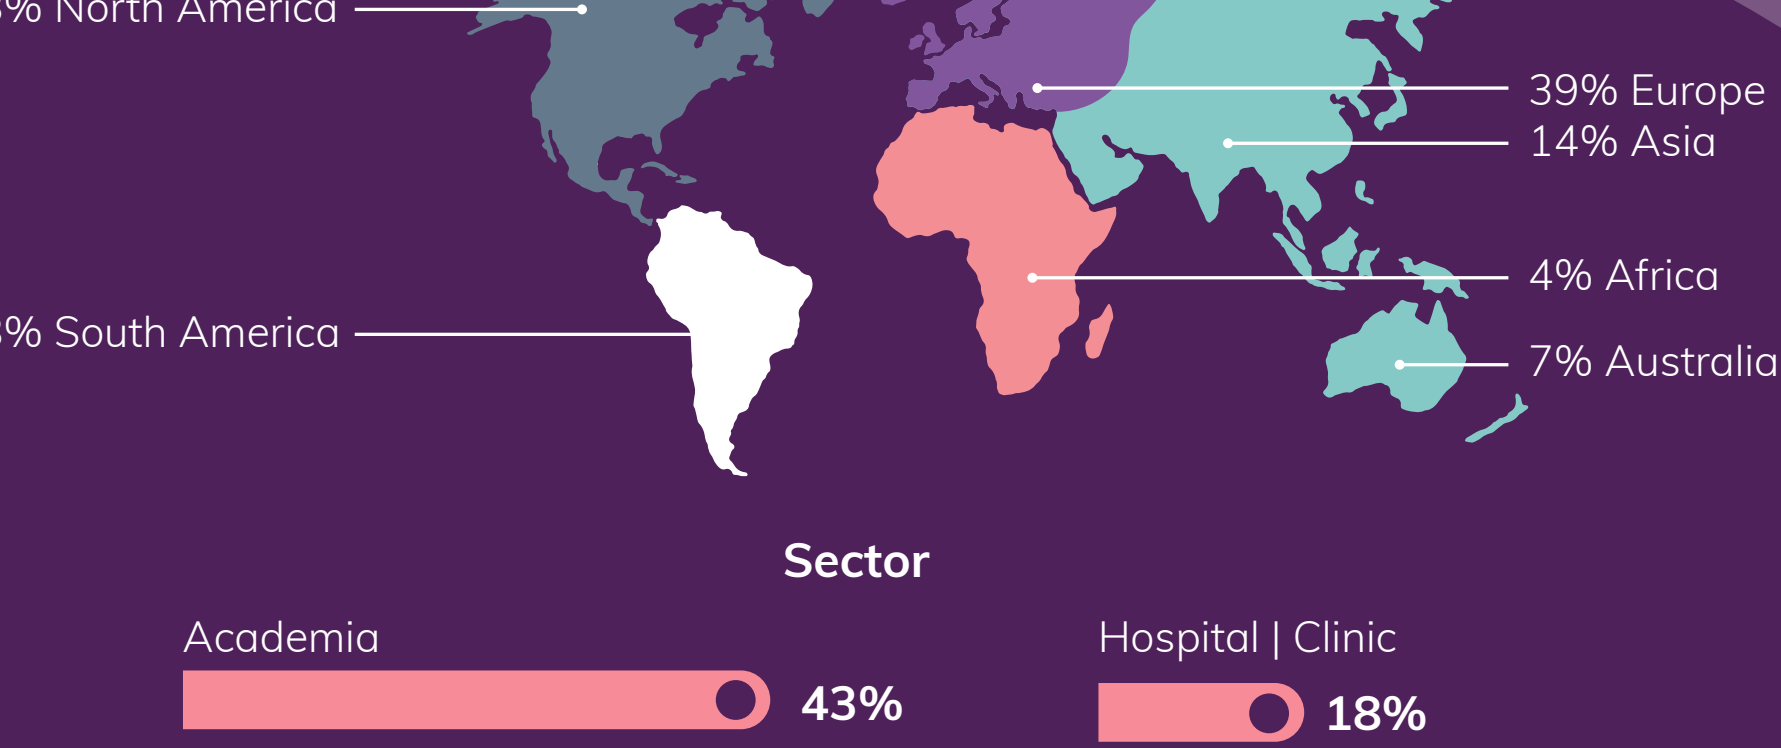 % North America
39% Europe
14% Asia
4% Africa
% South America
7% Australia
Sector
Academia
Hospital | Clinic
43%
18%